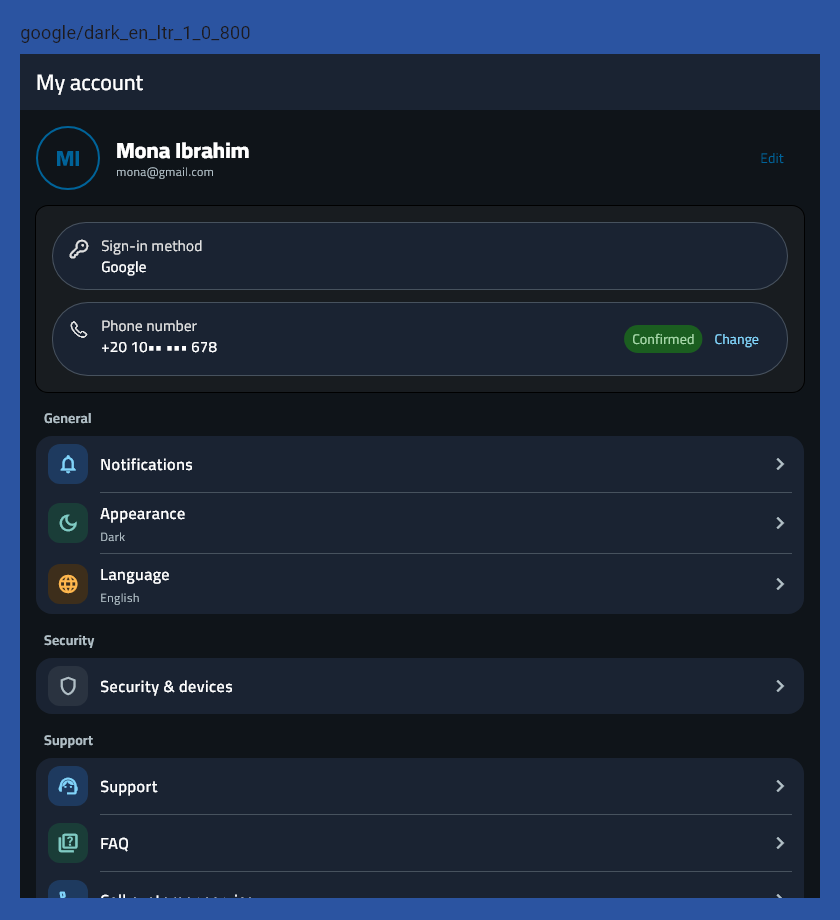 google/dark_en_ltr_1_0_800
My account
MI
Mona Ibrahim
mona@gmail.com
Edit
Sign-in method
Google
Phone number
+20 10▪▪ ▪▪▪ 678
Confirmed
Change
General
Notifications
Appearance
Dark
Language
English
Security
Security & devices
Support
Support
FAQ